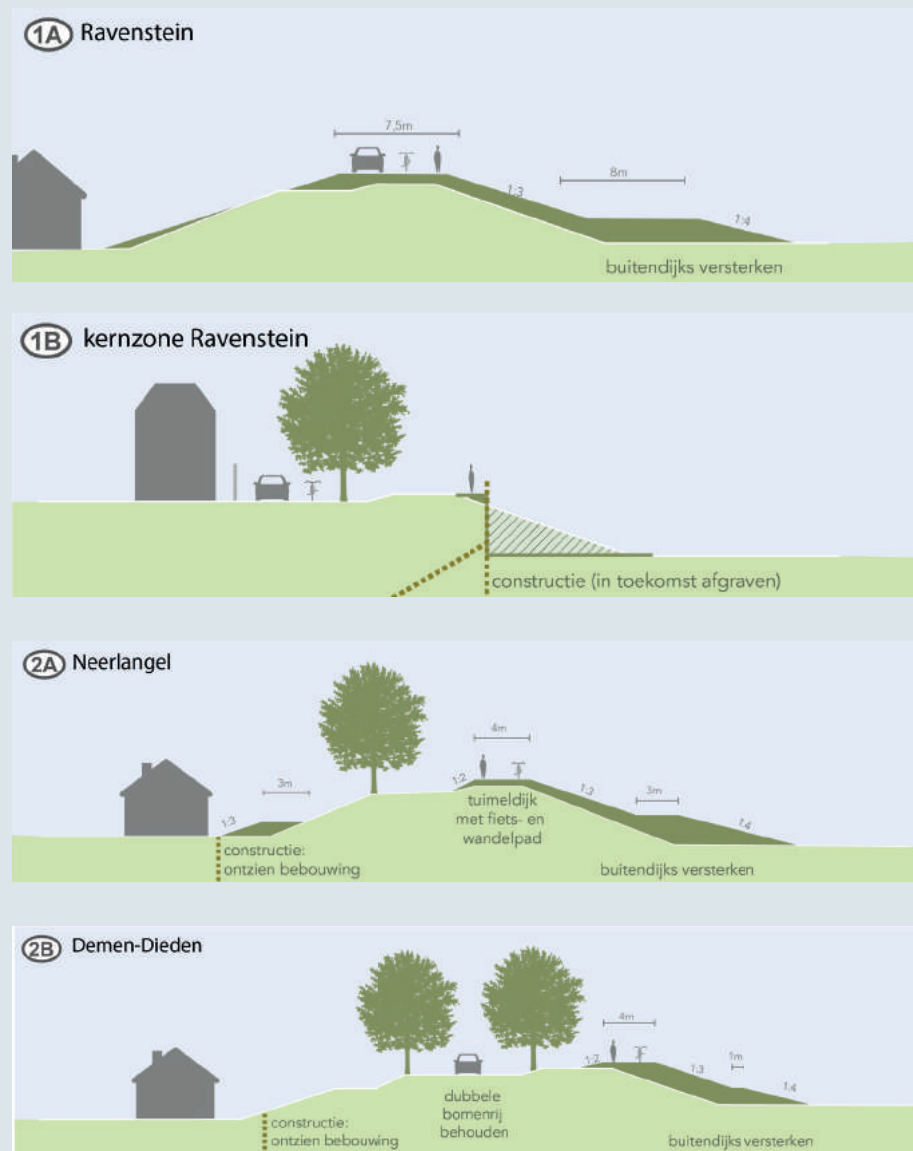 1A Ravenstein
7,5m
8m
1:3
1:4
buitendijks versterken
1B kernzone Ravenstein
constructie (in toekomst afgraven)
2A Neerlangel
4m
3m
1:2
1:3
3m
1:3
1:4
tuimeldijk
met fiets- en
wandelpad
constructie:
ontzien bebouwing
buitendijks versterken
2B Demen-Dieden
4m
1m
1:2
1:3
1:4
dubbele
bomenrij
behouden
constructie:
ontzien bebouwing
buitendijks versterken